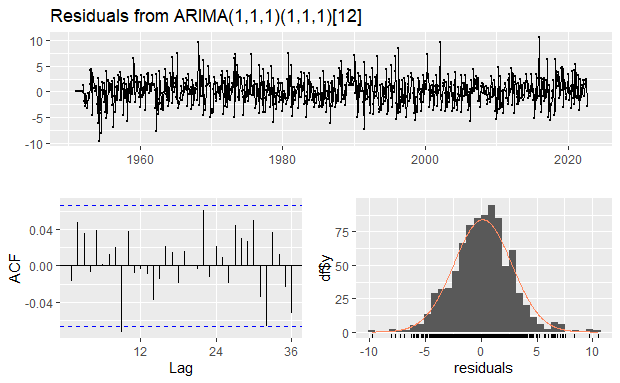 Residuals from ARIMA(1,1,1)(1,1,1)[12]
10
5
0
-5
-10
1960 1980 2000 2020
0.04
0.00
-0.04
ACF
12 24 36
Lag
75
50
25
0
df$y
-10 -5 0 5 10
residuals